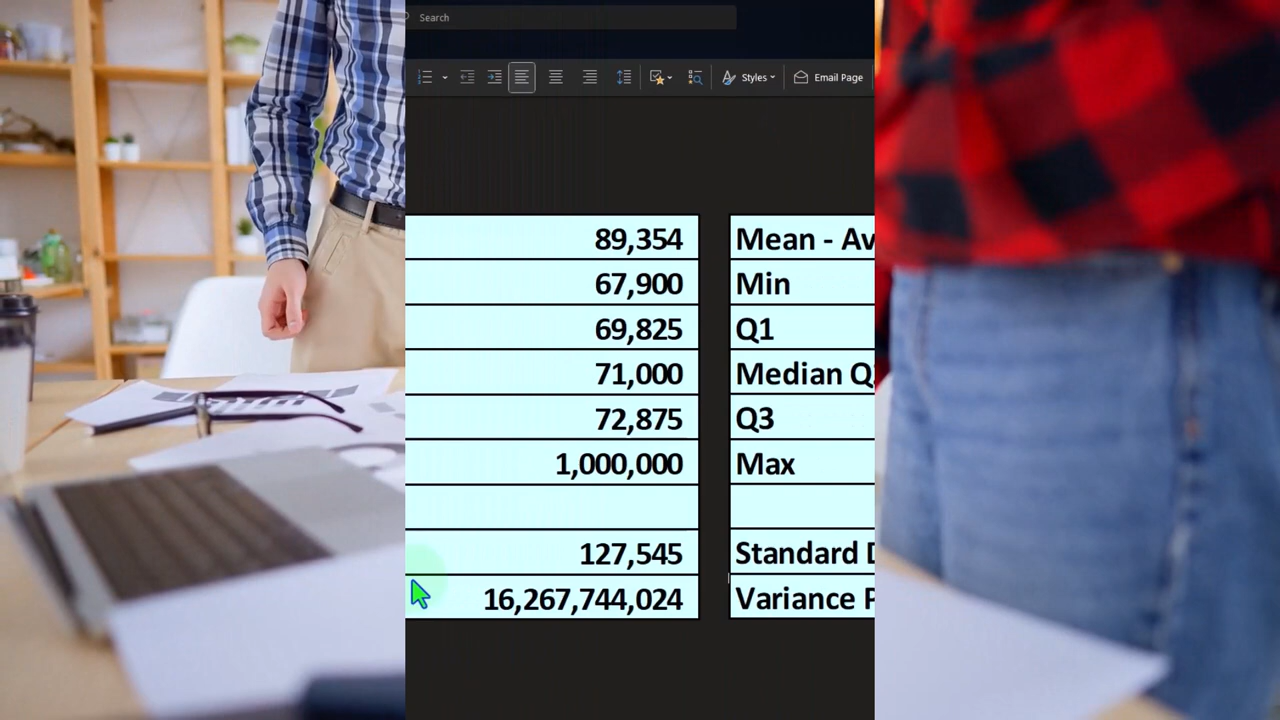 Search
Styles Email Page
89,354 Mean - Av
67,900 Min
69,825 Q1
71,000 Median Q
72,875 Q3
1,000,000 Max
127,545 Standard D
16,267,744,024 Variance P